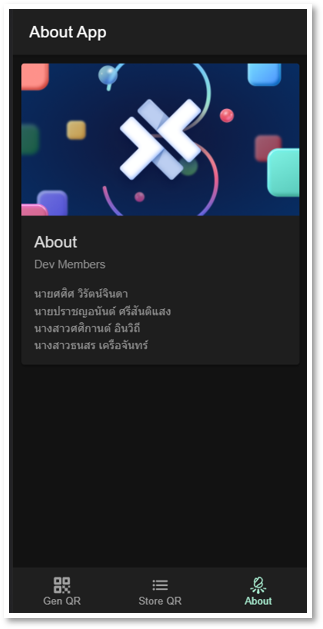 About App
About
Dev Members
นายศศิศ วิรัตน์จินดา
นายปราชญอนันต์ ศรีสันติแสง
นางสาวศศิกานต์ อินวิถี
นางสาวธนสร เครือจันทร์
Gen QR
Store QR
About